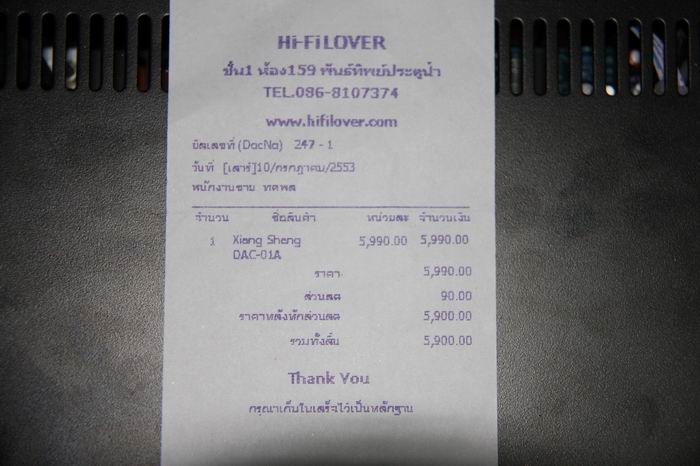 Hi-Fi LOVER
ชั้น1 ห้อง159 พันธ์ทิพย์ประตูน้ำ
TEL.086-8107374
www.hifilover.com
บิลเลขที่ (DocNo) 247 - 1
วันที่ [เสาร์]10/กรกฎาคม/2553
พนักงานขาย ทศพล
จำนวน ชื่อสินค้า หน่วยละ จำนวนเงิน
1 Xiang Sheng 5,990.00 5,990.00
DAC-01A
ราคา 5,990.00
ส่วนลด 90.00
ราคาหลังหักส่วนลด 5,900.00
รวมทั้งสิ้น 5,900.00
Thank You
กรุณาเก็บใบเสร็จไว้เป็นหลักฐาน